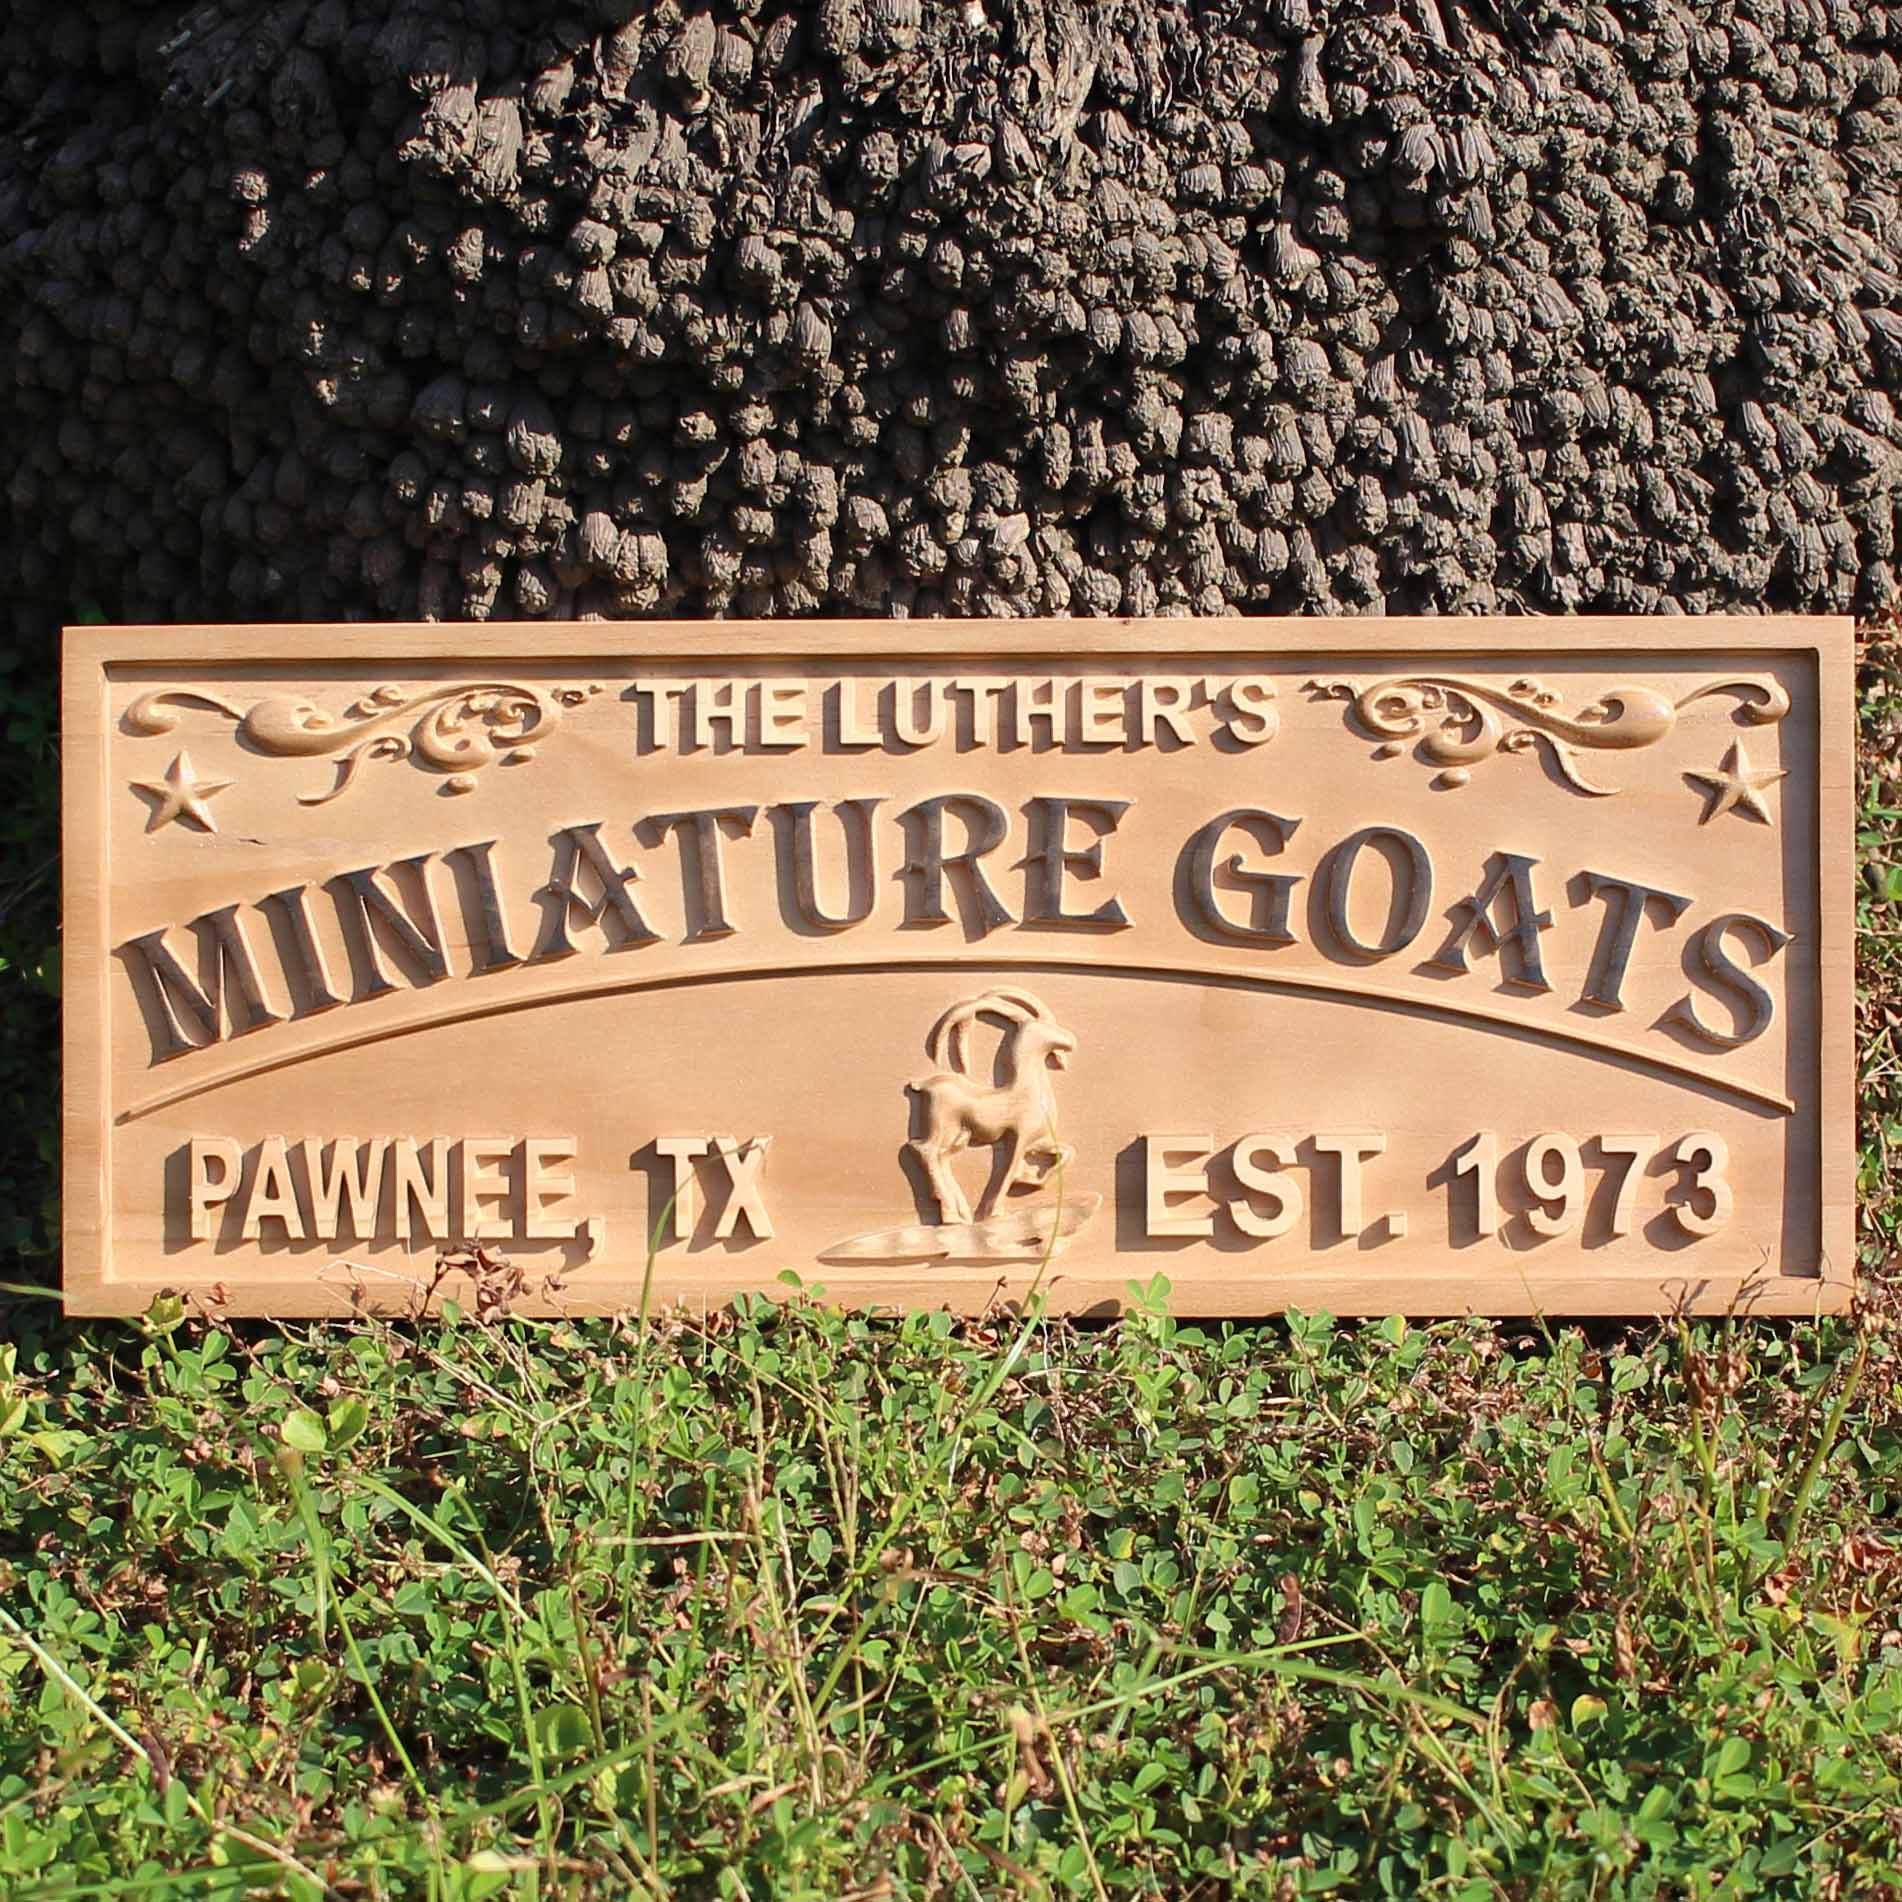 THE LUTHER'S
MINIATURE GOATS
PAWNEE, TX EST. 1973